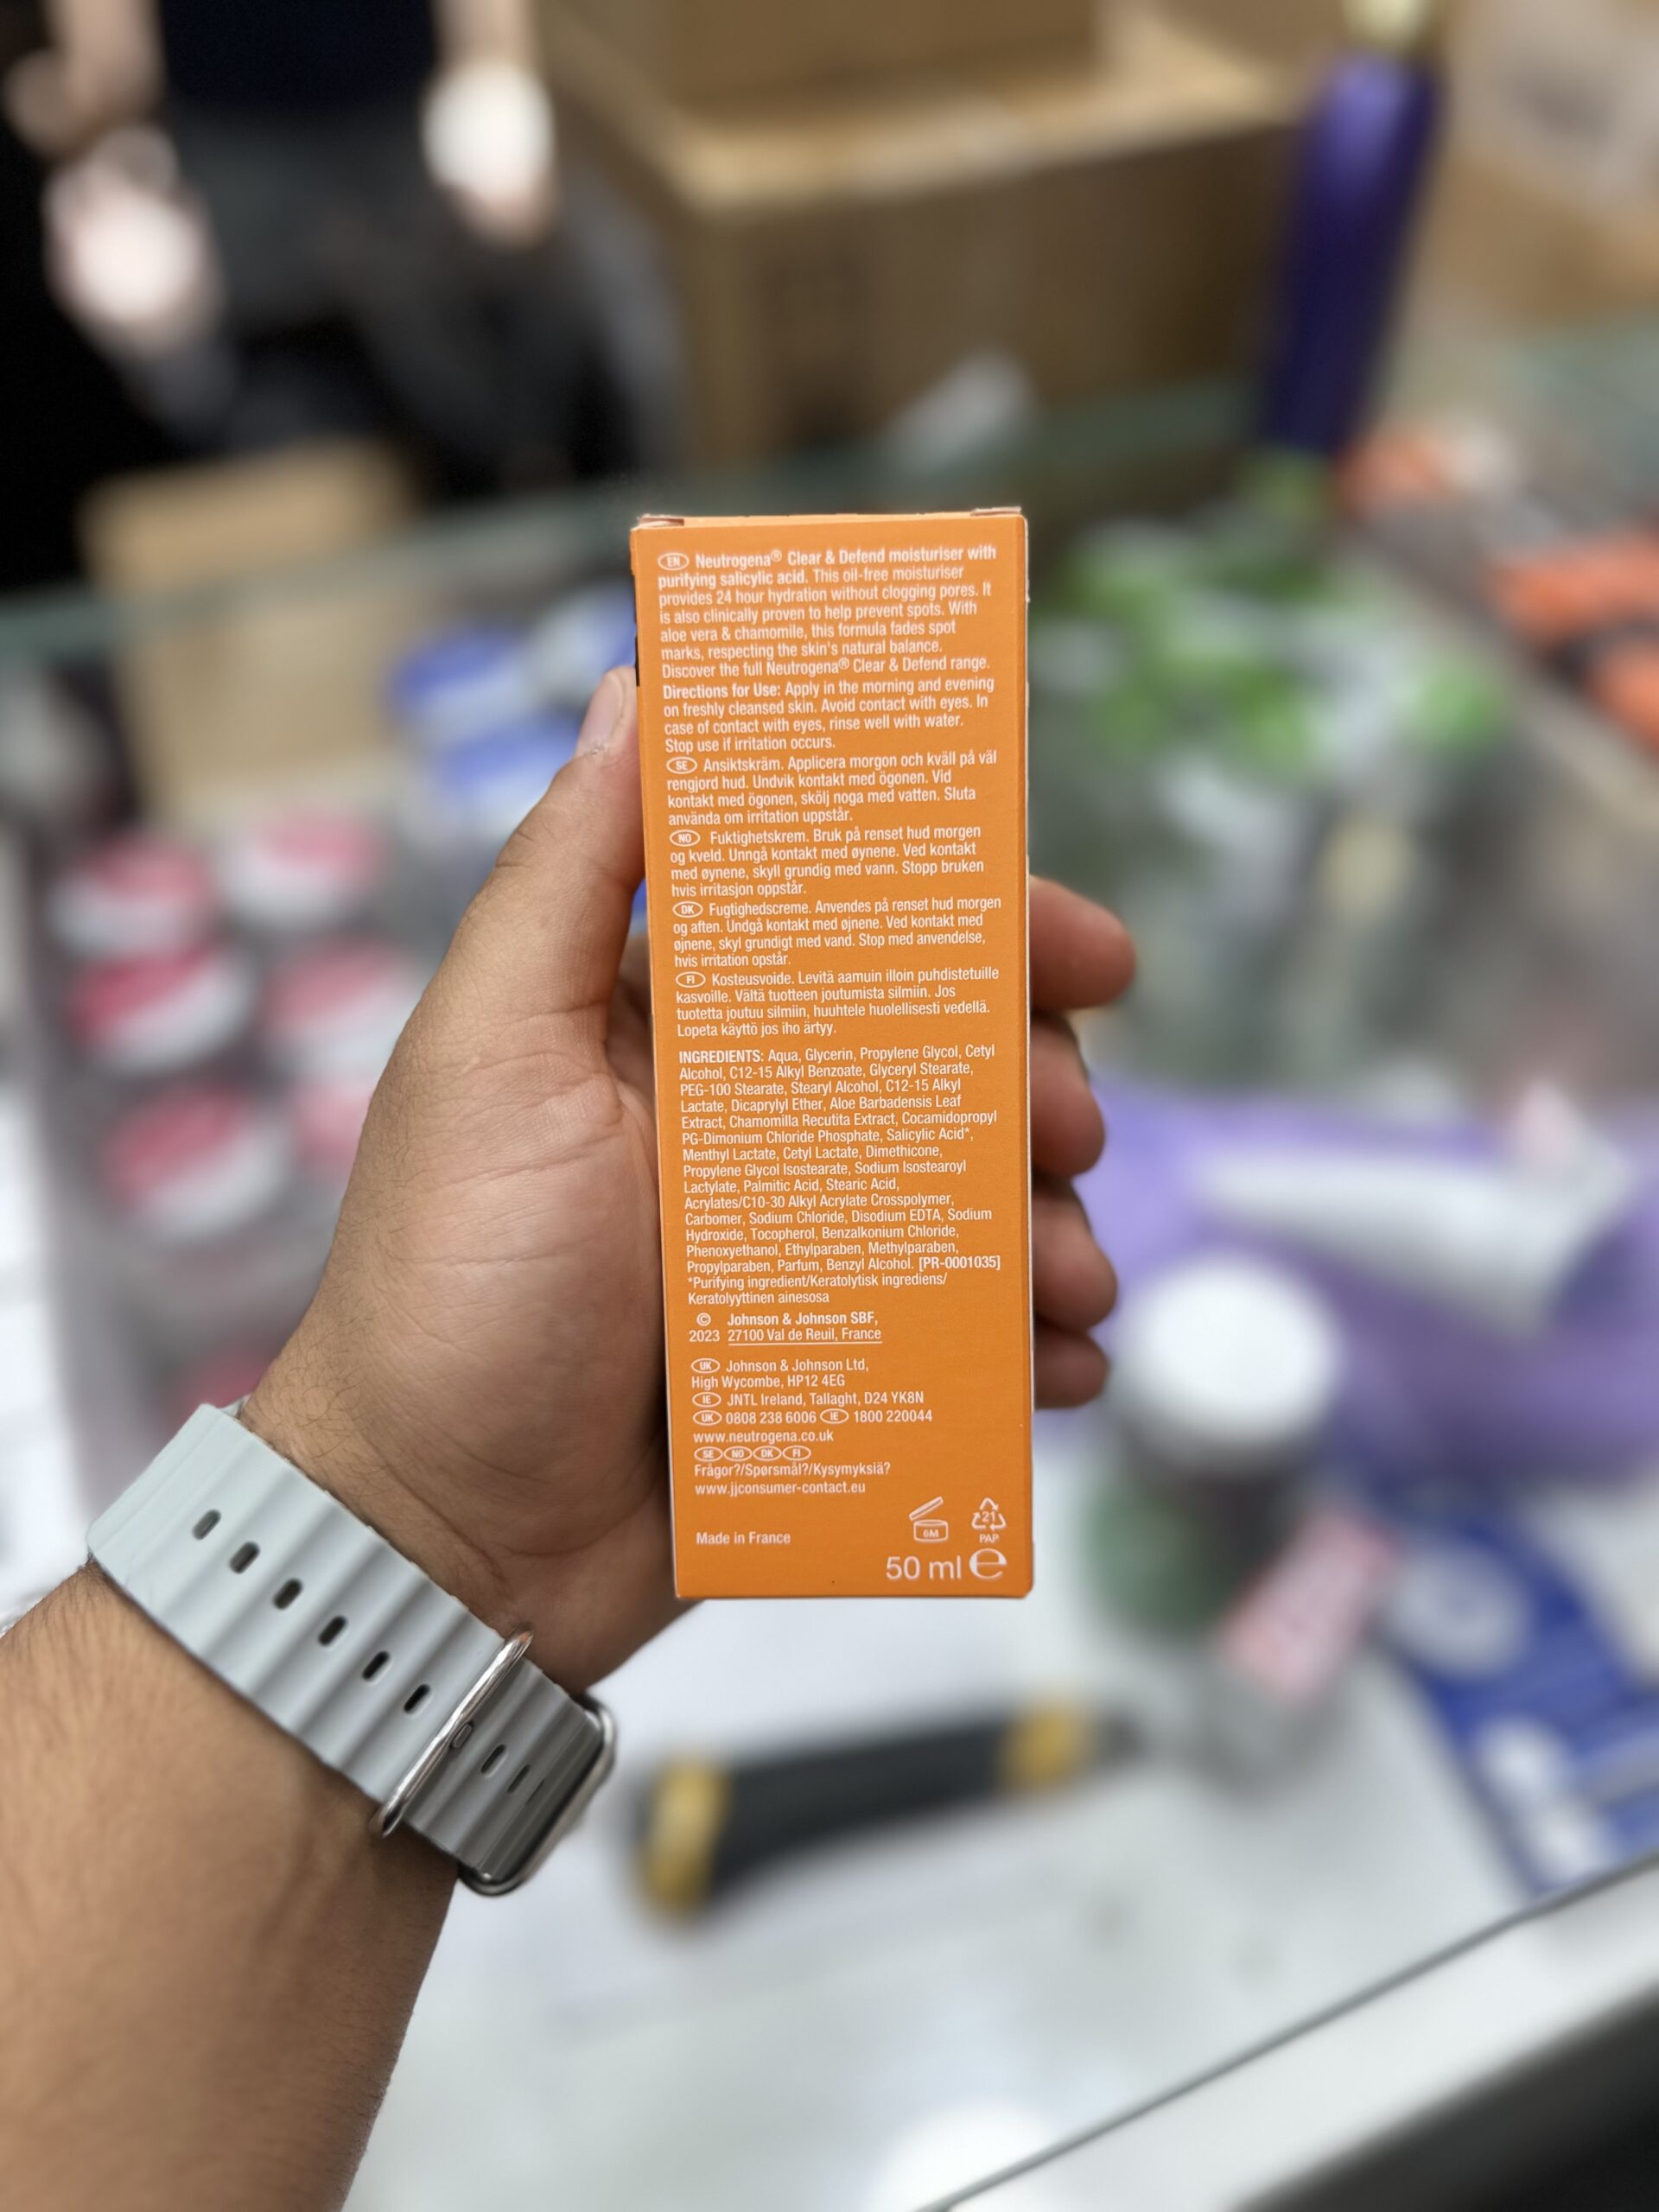 EN Neutrogena® Clear & Defend moisturiser with
purifying salicylic acid. This oil-free moisturiser
provides 24 hour hydration without clogging pores. It
is also clinically proven to help prevent spots. With
aloe vera & chamomile, this formula fades spot
marks, respecting the skin's natural balance.
Discover the full Neutrogena® Clear & Defend range.
Directions for Use: Apply in the morning and evening
on freshly cleansed skin. Avoid contact with eyes. In
case of contact with eyes, rinse well with water.
Stop use if irritation occurs.
SE Ansiktskräm. Applicera morgon och kväll på väl
rengjord hud. Undvik kontakt med ögonen. Vid
kontakt med ögonen, skölj noga med vatten. Sluta
använda om irritation uppstår.
NO Fuktighetskrem. Bruk på renset hud morgen
og kveld. Unngå kontakt med øynene. Ved kontakt
med øynene, skyll grundig med vann. Stopp bruken
hvis irritasjon oppstår.
DK Fugtighedscreme. Anvendes på renset hud morgen
og aften. Undgå kontakt med øjnene. Ved kontakt med
øjnene, skyl grundigt med vand. Stop med anvendelse,
hvis irritation opstår.
FI Kosteusvoide. Levitä aamuin illoin puhdistetuille
kasvoille. Vältä tuotteen joutumista silmiin. Jos
tuotetta joutuu silmiin, huuhtele huolellisesti vedellä.
Lopeta käyttö jos iho ärtyy.
INGREDIENTS: Aqua, Glycerin, Propylene Glycol, Cetyl
Alcohol, C12-15 Alkyl Benzoate, Glyceryl Stearate,
PEG-100 Stearate, Stearyl Alcohol, C12-15 Alkyl
Lactate, Dicaprylyl Ether, Aloe Barbadensis Leaf
Extract, Chamomilla Recutita Extract, Cocamidopropyl
PG-Dimonium Chloride Phosphate, Salicylic Acid*,
Menthyl Lactate, Cetyl Lactate, Dimethicone,
Propylene Glycol Isostearate, Sodium Isostearoyl
Lactylate, Palmitic Acid, Stearic Acid,
Acrylates/C10-30 Alkyl Acrylate Crosspolymer,
Carbomer, Sodium Chloride, Disodium EDTA, Sodium
Hydroxide, Tocopherol, Benzalkonium Chloride,
Phenoxyethanol, Ethylparaben, Methylparaben,
Propylparaben, Parfum, Benzyl Alcohol. [PR-0001035]
*Purifying ingredient/Keratolytisk ingrediens/
Keratolyyttinen ainesosa
© Johnson & Johnson SBF,
2023 27100 Val de Reuil, France
UK Johnson & Johnson Ltd,
High Wycombe, HP12 4EG
IE JNTL Ireland, Tallaght, D24 YK8N
UK 0808 238 6006 IE 1800 220044
www.neutrogena.co.uk
SE NO DK FI
Frågor?/Spørsmål?/Kysymyksiä?
www.jjconsumer-contact.eu
Made in France
6M
21
PAP
50 ml e